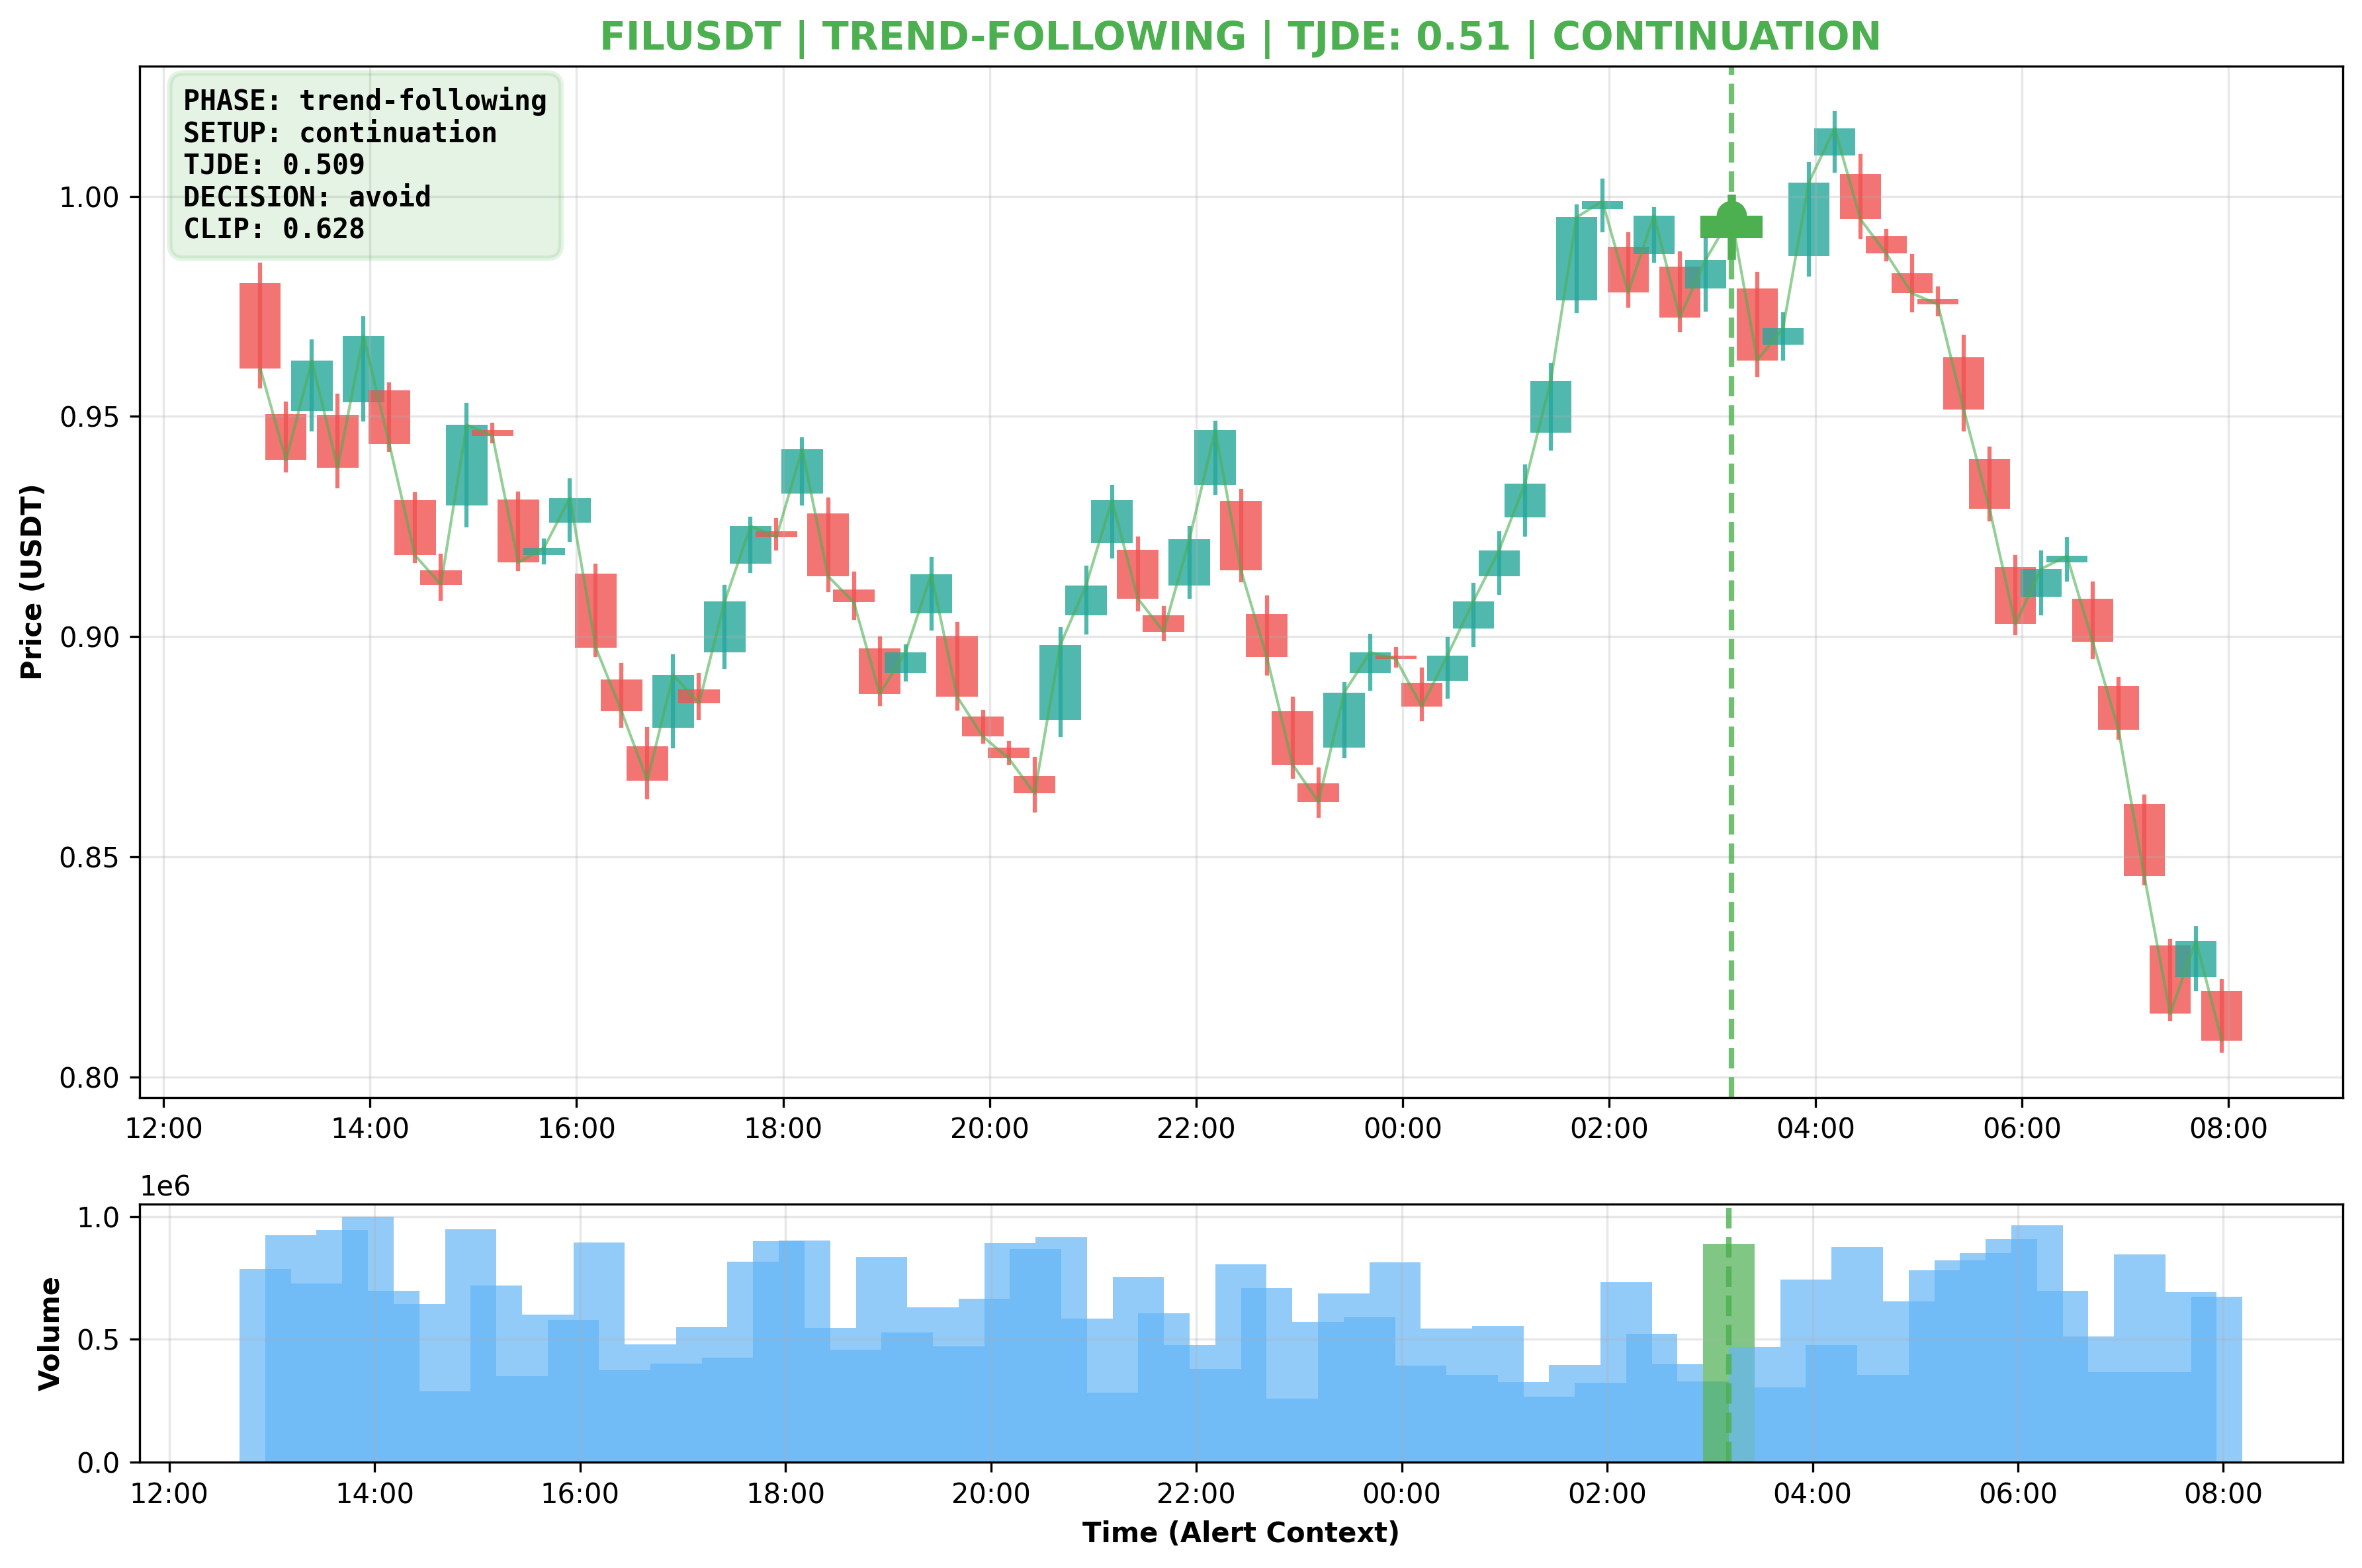 FILUSDT | TREND-FOLLOWING | TJDE: 0.51 | CONTINUATION
PHASE: trend-following
SETUP: continuation
TJDE: 0.509
DECISION: avoid
CLIP: 0.628
Price (USDT)
1.00
0.95
0.90
0.85
0.80
12:00 14:00 16:00 18:00 20:00 22:00 00:00 02:00 04:00 06:00 08:00
1e6
Volume
1.0
0.5
0.0
12:00 14:00 16:00 18:00 20:00 22:00 00:00 02:00 04:00 06:00 08:00
Time (Alert Context)